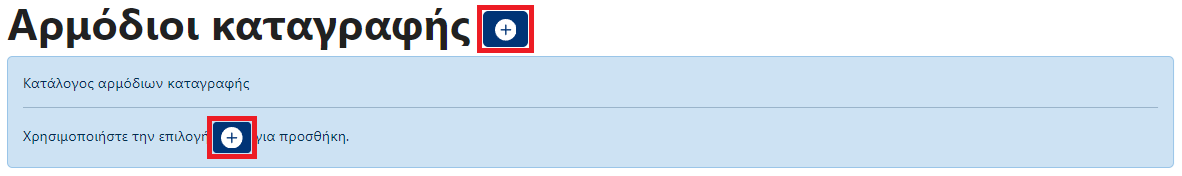 Αρμόδιοι καταγραφής
Κατάλογος αρμόδιων καταγραφής
Χρησιμοποιήστε την επιλογή για προσθήκη.